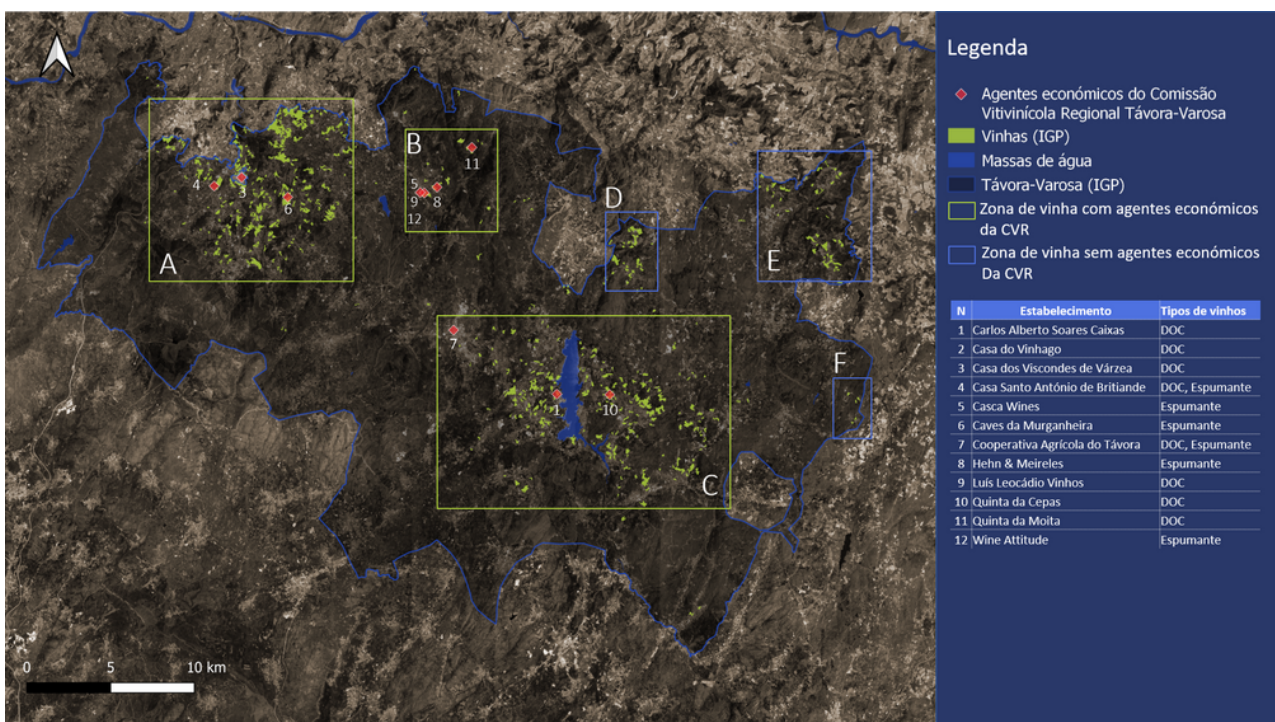 A
B
C
D
E
F
4
3
6
5
9
12
8
11
7
1
10
0 5 10 km
Legenda
Agentes económicos do Comissão
Vitivinícola Regional Távora-Varosa
Vinhas (IGP)
Massas de água
Távora-Varosa (IGP)
Zona de vinha com agentes económicos
da CVR
Zona de vinha sem agentes económicos
Da CVR
N Estabelecimento Tipos de vinhos
1 Carlos Alberto Soares Caixas DOC
2 Casa do Vinhago DOC
3 Casa dos Viscondes de Várzea DOC
4 Casa Santo António de Britiande DOC, Espumante
5 Casca Wines Espumante
6 Caves da Murganheira Espumante
7 Cooperativa Agrícola do Távora DOC, Espumante
8 Hehn & Meireles Espumante
9 Luís Leocádio Vinhos DOC
10 Quinta da Cepas DOC
11 Quinta da Moita DOC
12 Wine Attitude Espumante